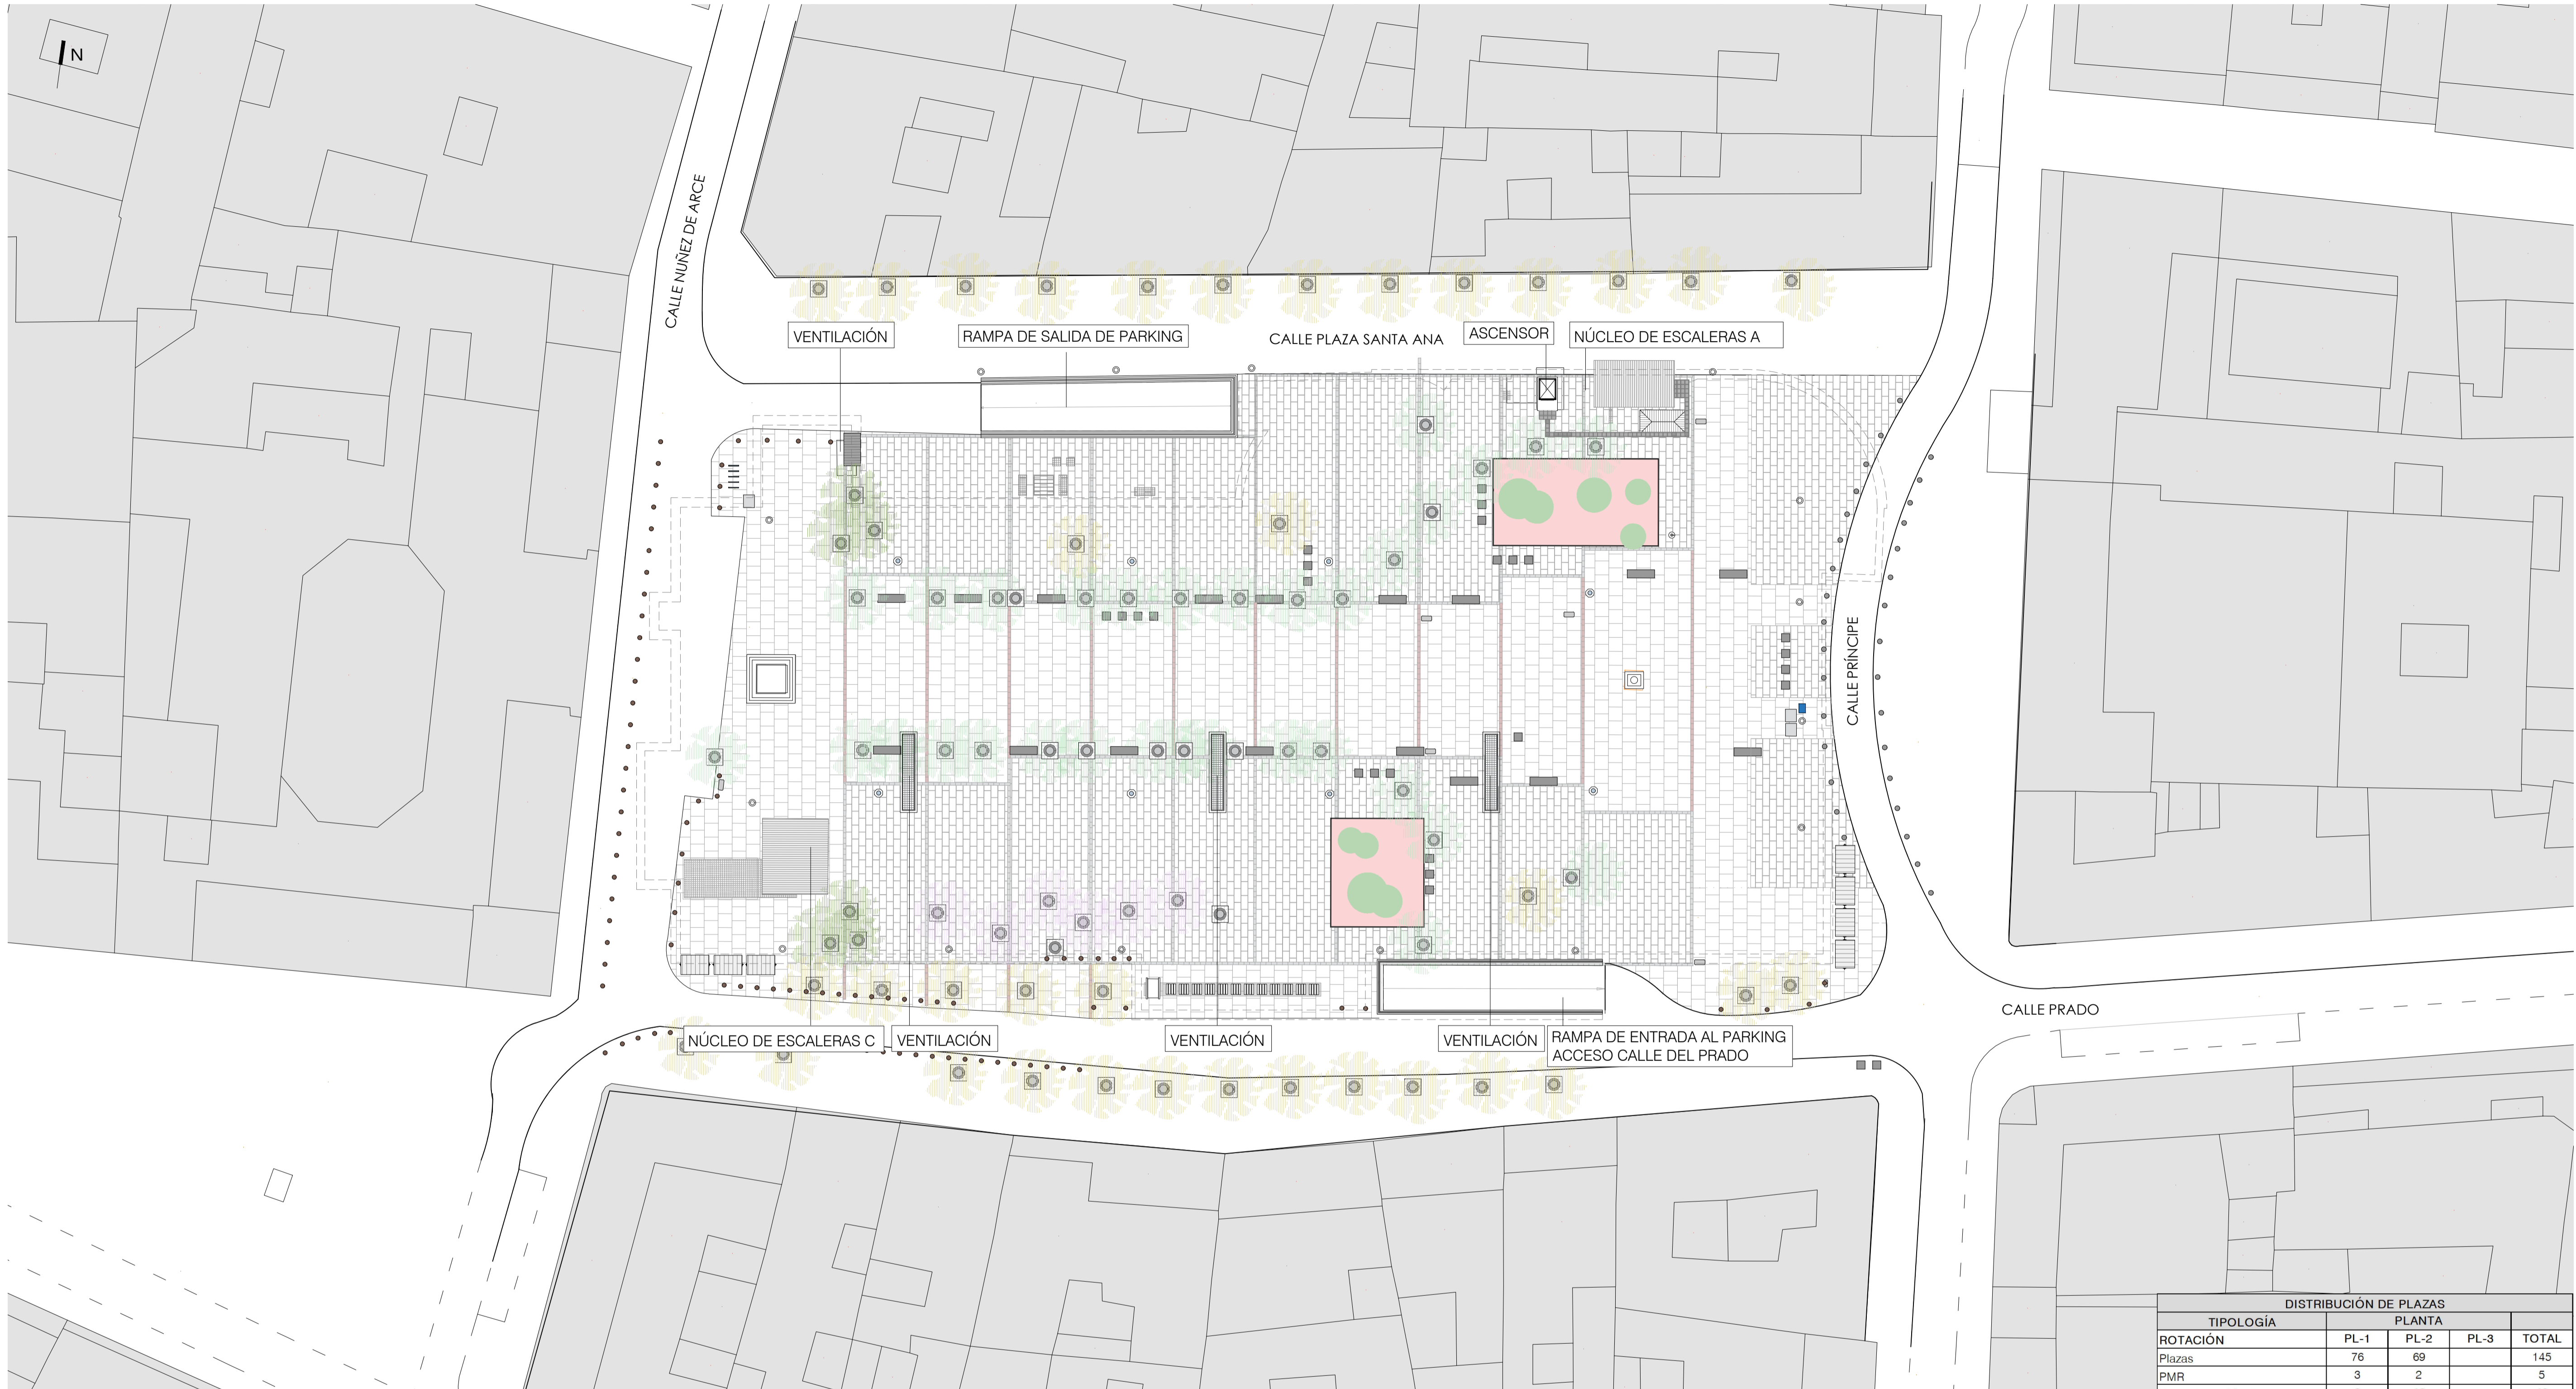 N
CALLE NUÑEZ DE ARCE
VENTILACIÓN
RAMPA DE SALIDA DE PARKING
CALLE PLAZA SANTA ANA
ASCENSOR
NÚCLEO DE ESCALERAS A
CALLE PRÍNCIPE
CALLE PRADO
NÚCLEO DE ESCALERAS C
VENTILACIÓN
VENTILACIÓN
VENTILACIÓN
RAMPA DE ENTRADA AL PARKING
ACCESO CALLE DEL PRADO
DISTRIBUCIÓN DE PLAZAS
TIPOLOGÍA PLANTA
ROTACIÓN PL-1 PL-2 PL-3 TOTAL
Plazas 76 69 145
PMR 3 2 5